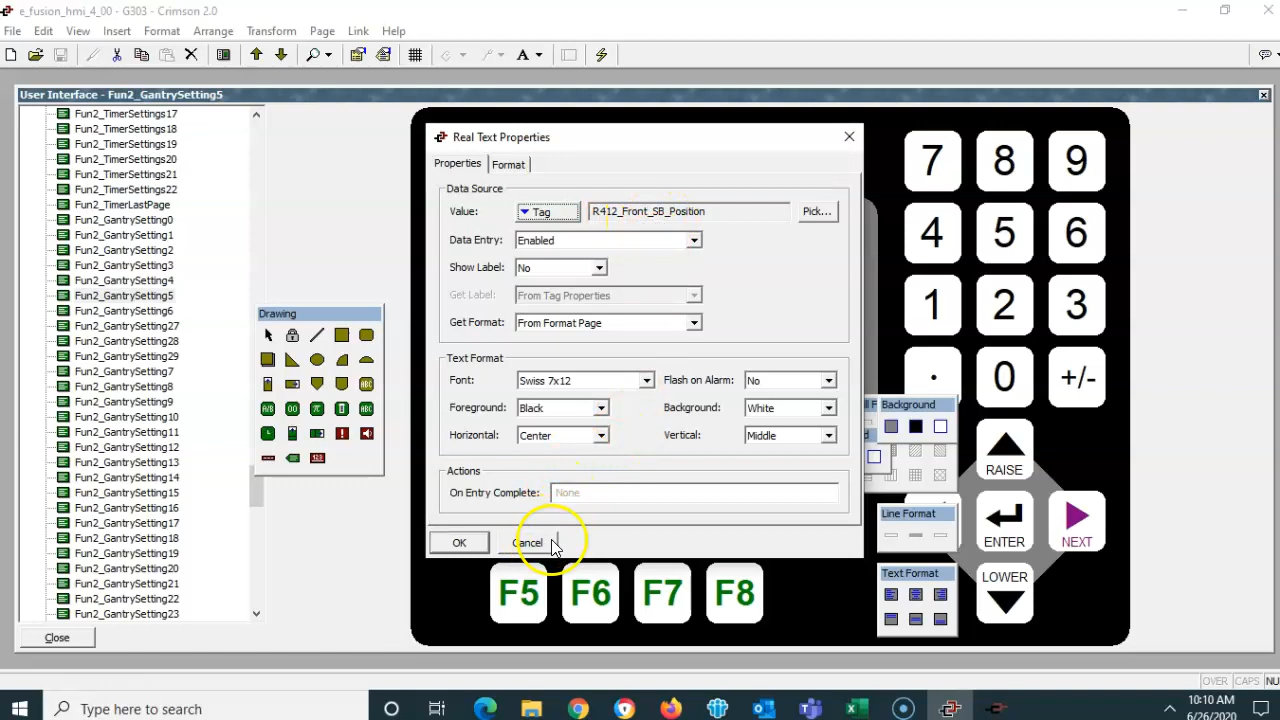 e_fusion_hmi_4_00 - G303 - Crimson 2.0
File Edit View Insert Format Arrange Transform Page Link Help
User Interface - Fun2_GantrySetting5
Fun2_TimerSettings17
Fun2_TimerSettings18
Fun2_TimerSettings19
Fun2_TimerSettings20
Fun2_TimerSettings21
Fun2_TimerSettings22
Fun2_TimerLastPage
Fun2_GantrySetting0
Fun2_GantrySetting1
Fun2_GantrySetting2
Fun2_GantrySetting3
Fun2_GantrySetting4
Fun2_GantrySetting5
Fun2_GantrySetting6
Fun2_GantrySetting27
Fun2_GantrySetting28
Fun2_GantrySetting29
Fun2_GantrySetting7
Fun2_GantrySetting8
Fun2_GantrySetting9
Fun2_GantrySetting10
Fun2_GantrySetting11
Fun2_GantrySetting12
Fun2_GantrySetting13
Fun2_GantrySetting14
Fun2_GantrySetting15
Fun2_GantrySetting16
Fun2_GantrySetting17
Fun2_GantrySetting18
Fun2_GantrySetting19
Fun2_GantrySetting20
Fun2_GantrySetting21
Fun2_GantrySetting22
Fun2_GantrySetting23
Close
Drawing
Real Text Properties
Properties Format
Data Source
Value: Tag R412_Front_SB_Position Pick...
Data Entry: Enabled
Show Label: No
Get Label: From Tag Properties
Get Format: From Format Page
Text Format
Font: Swiss 7x12 Flash on Alarm: No
Foreground: Black Background: White
Horizontal: Center Vertical: Middle
Actions
On Entry Complete: None
OK Cancel
7 8 9
4 5 6
1 2 3
. 0 +/-
Background
RAISE
Line Format
ENTER NEXT
Text Format
LOWER
F5 F6 F7 F8
OVER CAPS NU
Type here to search
10:10 AM
6/26/2020